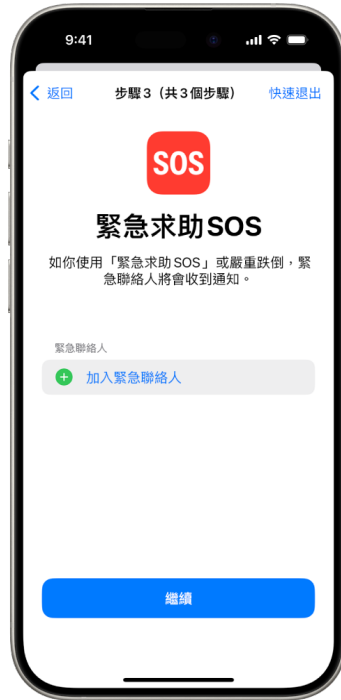 9:41
返回
步驟3（共3個步驟）
快速退出
SOS
緊急求助SOS
如你使用「緊急求助SOS」或嚴重跌倒，緊
急聯絡人將會收到通知。
緊急聯絡人
加入緊急聯絡人
繼續